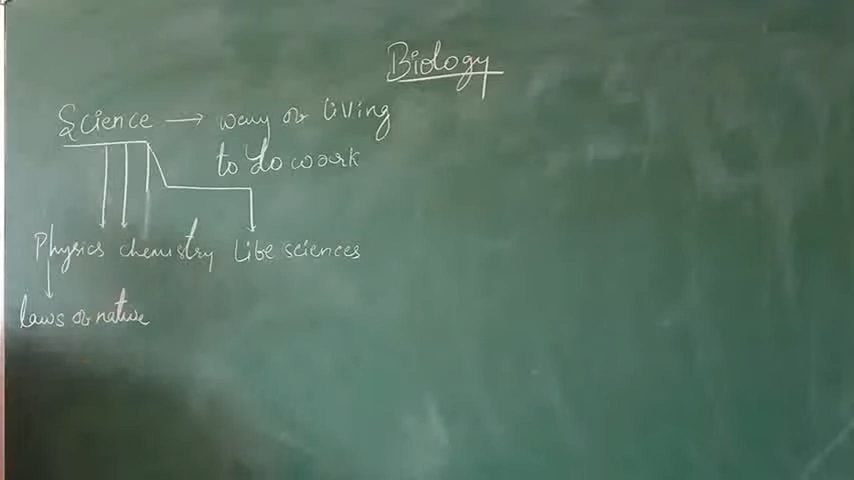 Biology
Science → way of living
to do work
Physics chemistry Life sciences
laws of nature